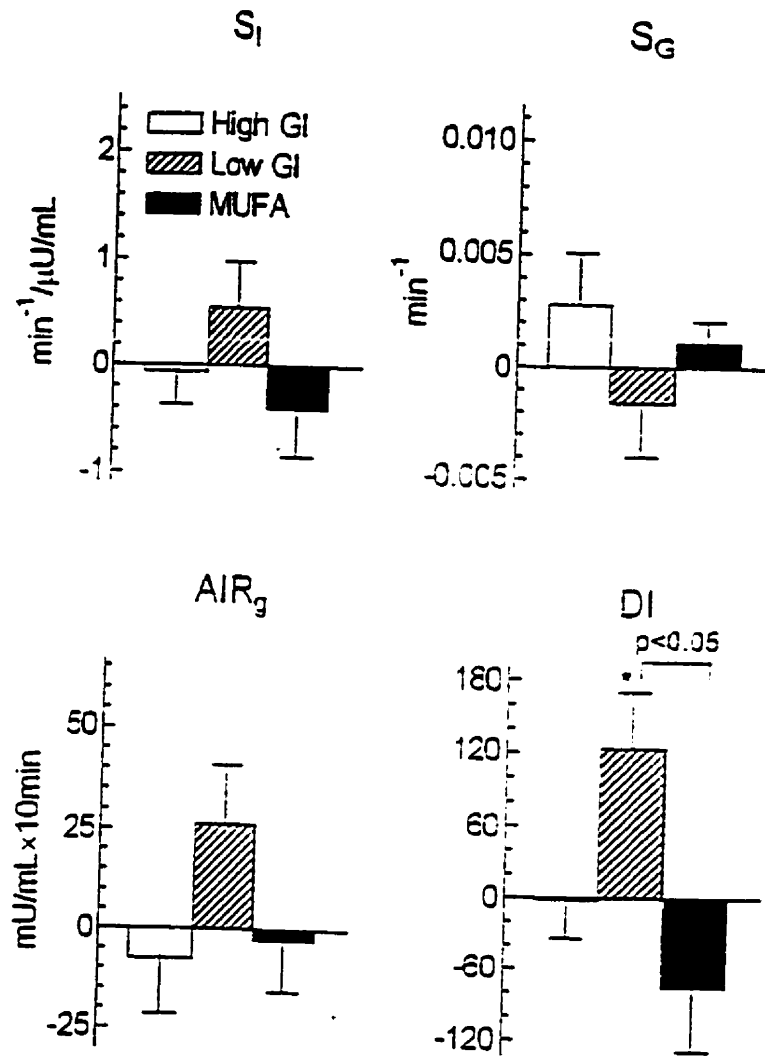 S_I
2
1
0
-1
min⁻¹/µU/mL
High GI
Low GI
MUFA
S_G
0.010
0.005
0
-0.005
min⁻¹
AIR_g
50
25
0
-25
mU/mL×10min
DI
p<0.05
*
180
120
60
0
-60
-120